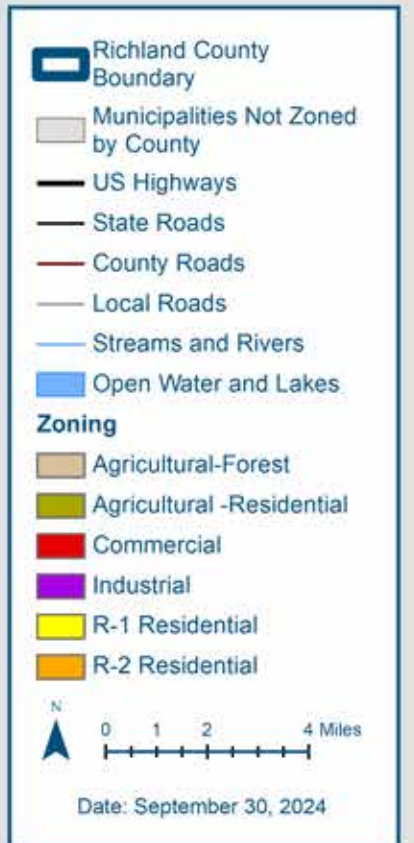 Richland County
Boundary
Municipalities Not Zoned
by County
US Highways
State Roads
County Roads
Local Roads
Streams and Rivers
Open Water and Lakes
Zoning
Agricultural-Forest
Agricultural -Residential
Commercial
Industrial
R-1 Residential
R-2 Residential
N
0 1 2 4 Miles
Date: September 30, 2024